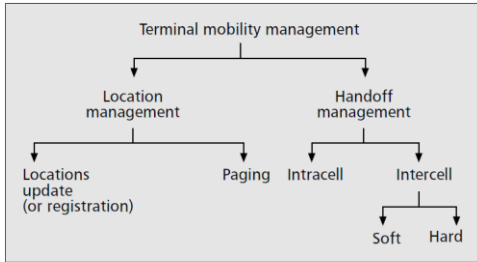 Terminal mobility management
Location
management
Handoff
management
Locations
update
(or registration)
Paging
Intracell
Intercell
Soft
Hard